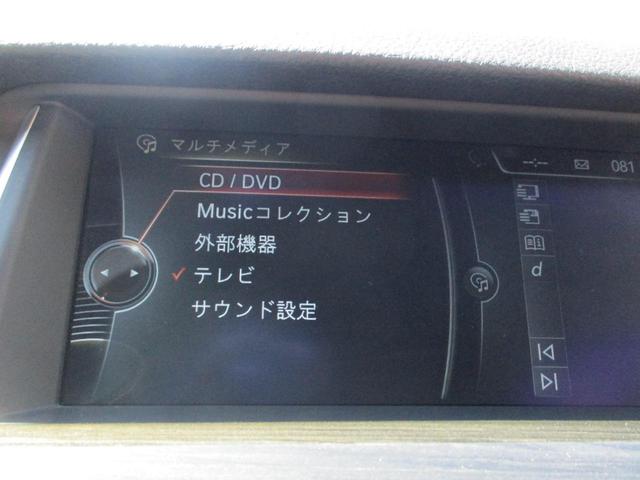 マルチメディア
CD / DVD
Musicコレクション
外部機器
テレビ
サウンド設定
--:-- 081
d